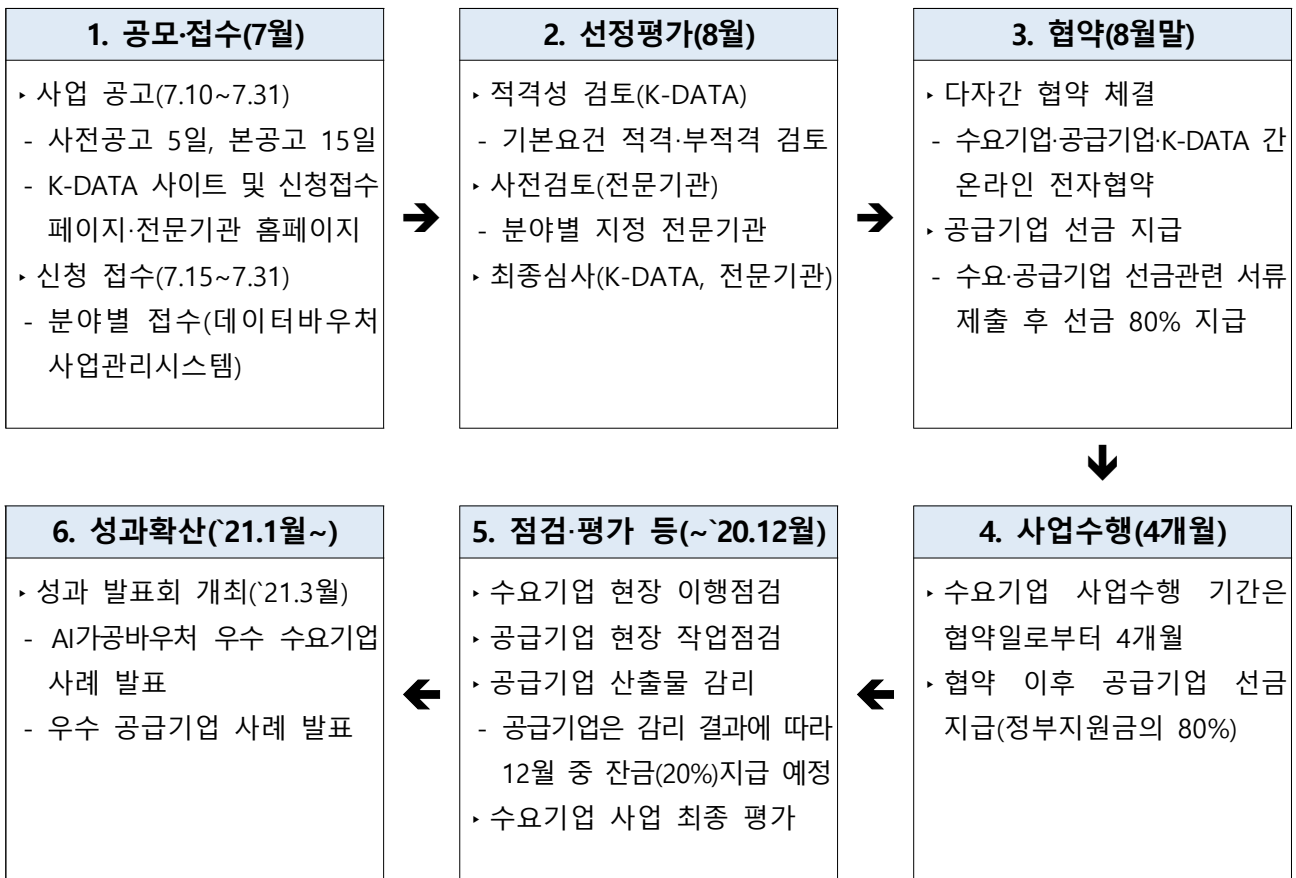 1. 공모·접수(7월)
‣ 사업 공고(7.10~7.31)
- 사전공고 5일, 본공고 15일
- K-DATA 사이트 및 신청접수
페이지·전문기관 홈페이지
‣ 신청 접수(7.15~7.31)
- 분야별 접수(데이터바우처
사업관리시스템)
➔
2. 선정평가(8월)
‣ 적격성 검토(K-DATA)
- 기본요건 적격·부적격 검토
‣ 사전검토(전문기관)
- 분야별 지정 전문기관
‣ 최종심사(K-DATA, 전문기관)
➔
3. 협약(8월말)
‣ 다자간 협약 체결
- 수요기업·공급기업·K-DATA 간
온라인 전자협약
‣ 공급기업 선금 지급
- 수요·공급기업 선금관련 서류
제출 후 선금 80% 지급
🡳
4. 사업수행(4개월)
‣ 수요기업 사업수행 기간은
협약일로부터 4개월
‣ 협약 이후 공급기업 선금
지급(정부지원금의 80%)
🡰
5. 점검·평가 등(~`20.12월)
‣ 수요기업 현장 이행점검
‣ 공급기업 현장 작업점검
‣ 공급기업 산출물 감리
- 공급기업은 감리 결과에 따라
12월 중 잔금(20%)지급 예정
‣ 수요기업 사업 최종 평가
🡰
6. 성과확산(`21.1월~)
‣ 성과 발표회 개최(`21.3월)
- AI가공바우처 우수 수요기업
사례 발표
- 우수 공급기업 사례 발표